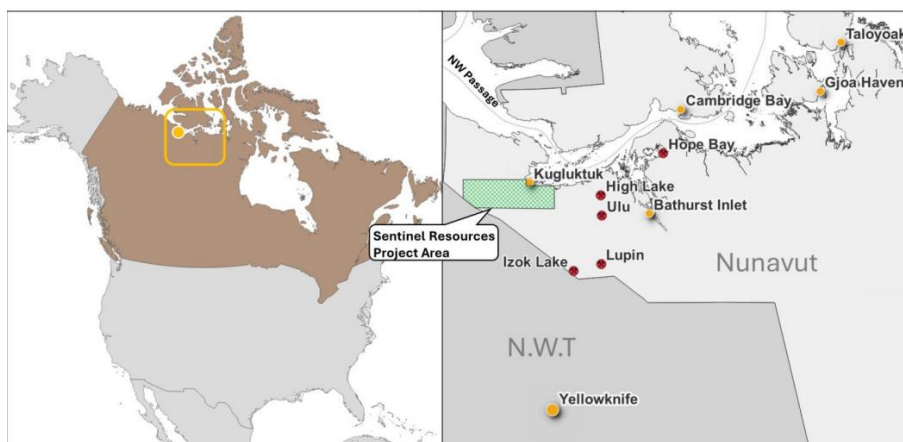 Taloyoak
NW Passage
Gjoa Haven
Cambridge Bay
Hope Bay
Kugluktuk
High Lake
Ulu
Bathurst Inlet
Sentinel Resources
Project Area
Izok Lake
Lupin
Nunavut
N.W.T
Yellowknife